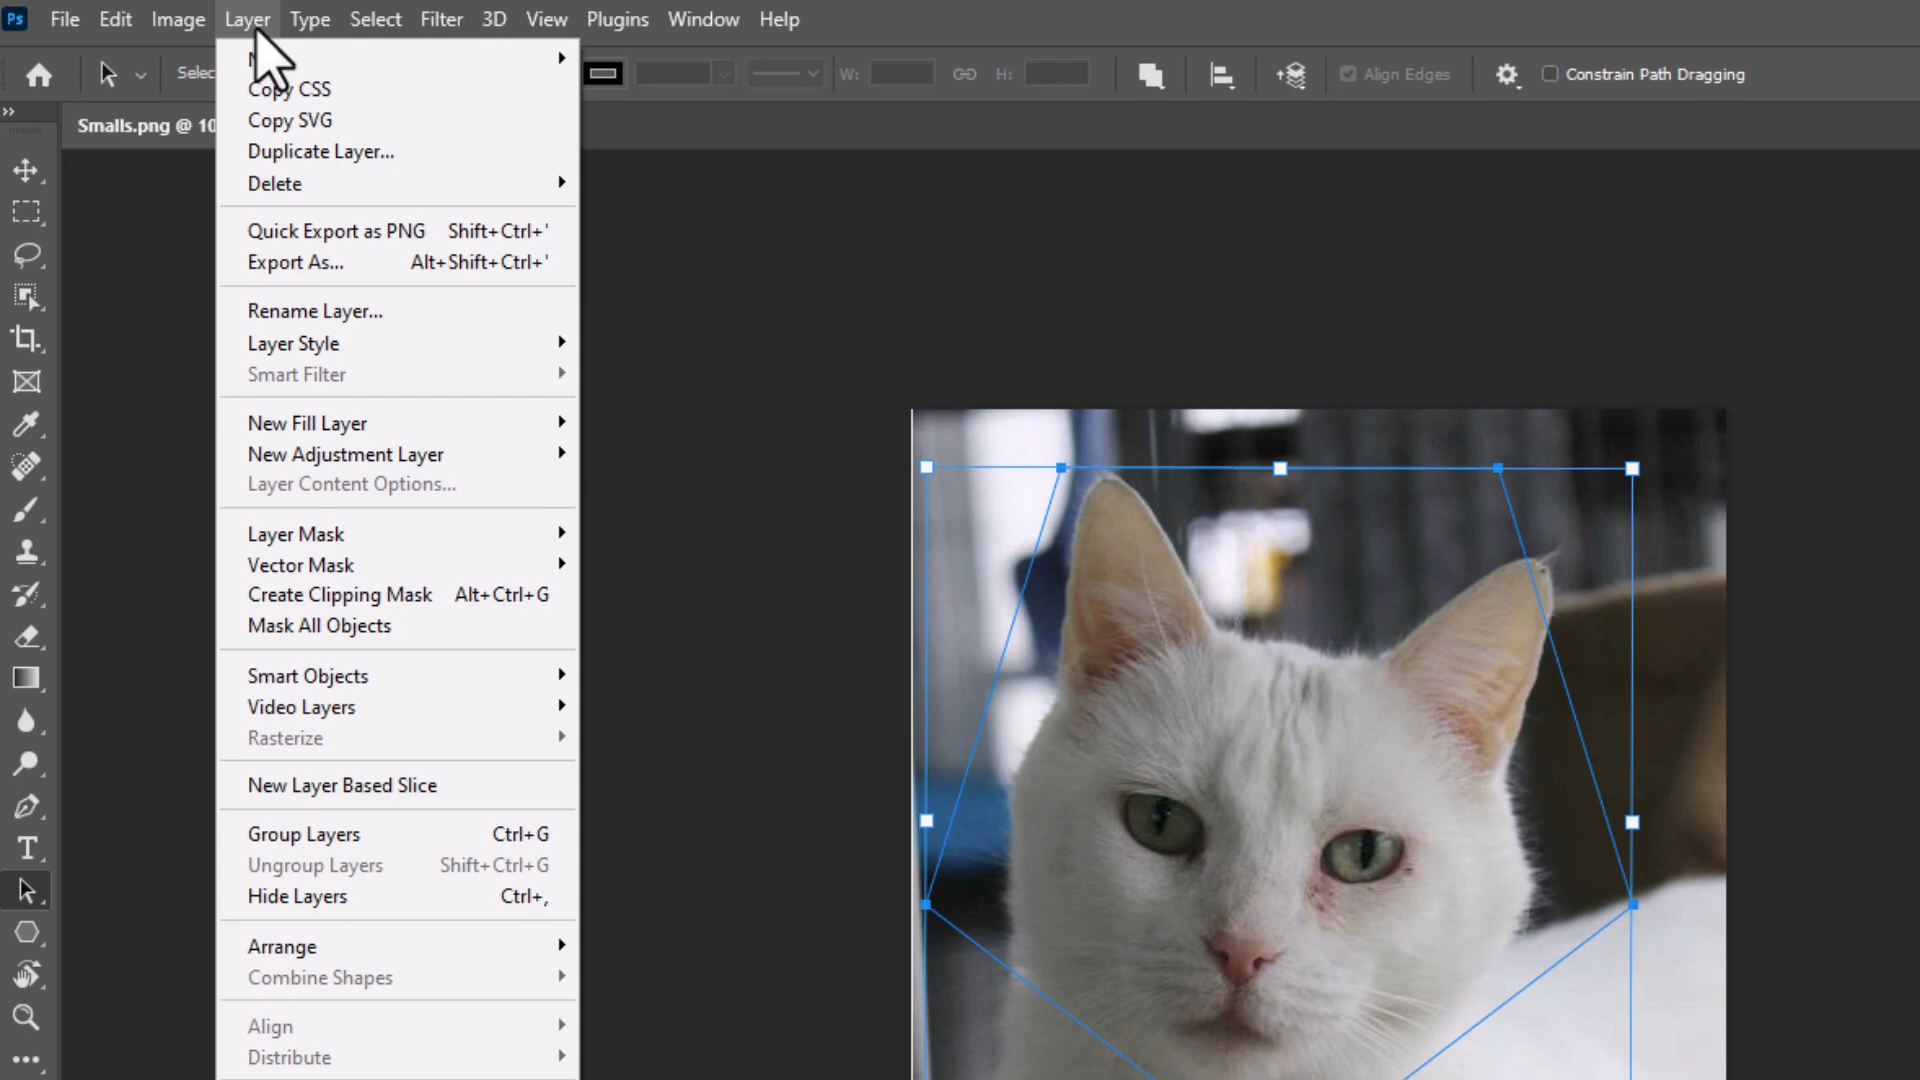 Ps File Edit Image Layer Type Select Filter 3D View Plugins Window Help
Selec W: H: Align Edges Constrain Path Dragging
Smalls.png @ 10
Copy CSS
Copy SVG
Duplicate Layer...
Delete
Quick Export as PNG Shift+Ctrl+'
Export As... Alt+Shift+Ctrl+'
Rename Layer...
Layer Style
Smart Filter
New Fill Layer
New Adjustment Layer
Layer Content Options...
Layer Mask
Vector Mask
Create Clipping Mask Alt+Ctrl+G
Mask All Objects
Smart Objects
Video Layers
Rasterize
New Layer Based Slice
Group Layers Ctrl+G
Ungroup Layers Shift+Ctrl+G
Hide Layers Ctrl+,
Arrange
Combine Shapes
Align
Distribute